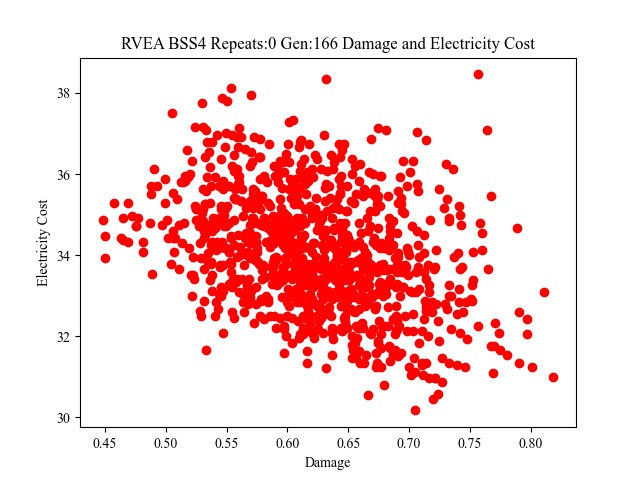 RVEA BSS4 Repeats:0 Gen:166 Damage and Electricity Cost
38
36
34
32
30
Electricity Cost
0.45 0.50 0.55 0.60 0.65 0.70 0.75 0.80
Damage